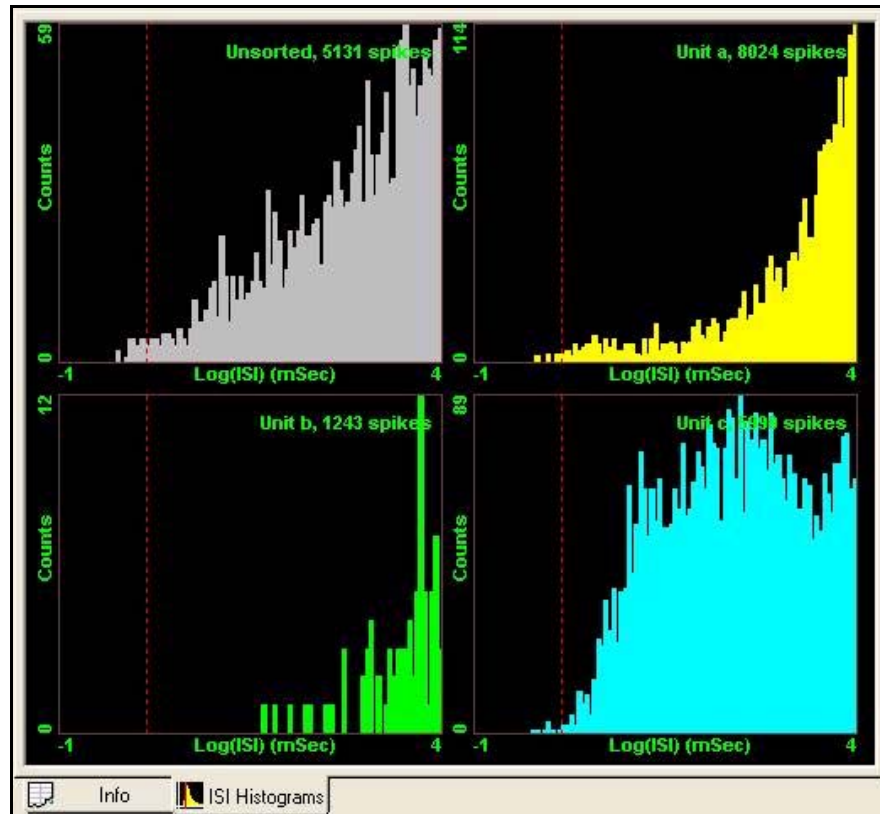 59
Unsorted, 5131 spikes
Counts
0
-1
Log(ISI) (mSec)
4
114
Unit a, 8024 spikes
Counts
0
-1
Log(ISI) (mSec)
4
12
Unit b, 1243 spikes
Counts
0
-1
Log(ISI) (mSec)
4
89
Unit c, spikes
Counts
0
-1
Log(ISI) (mSec)
4
Info
ISI Histograms